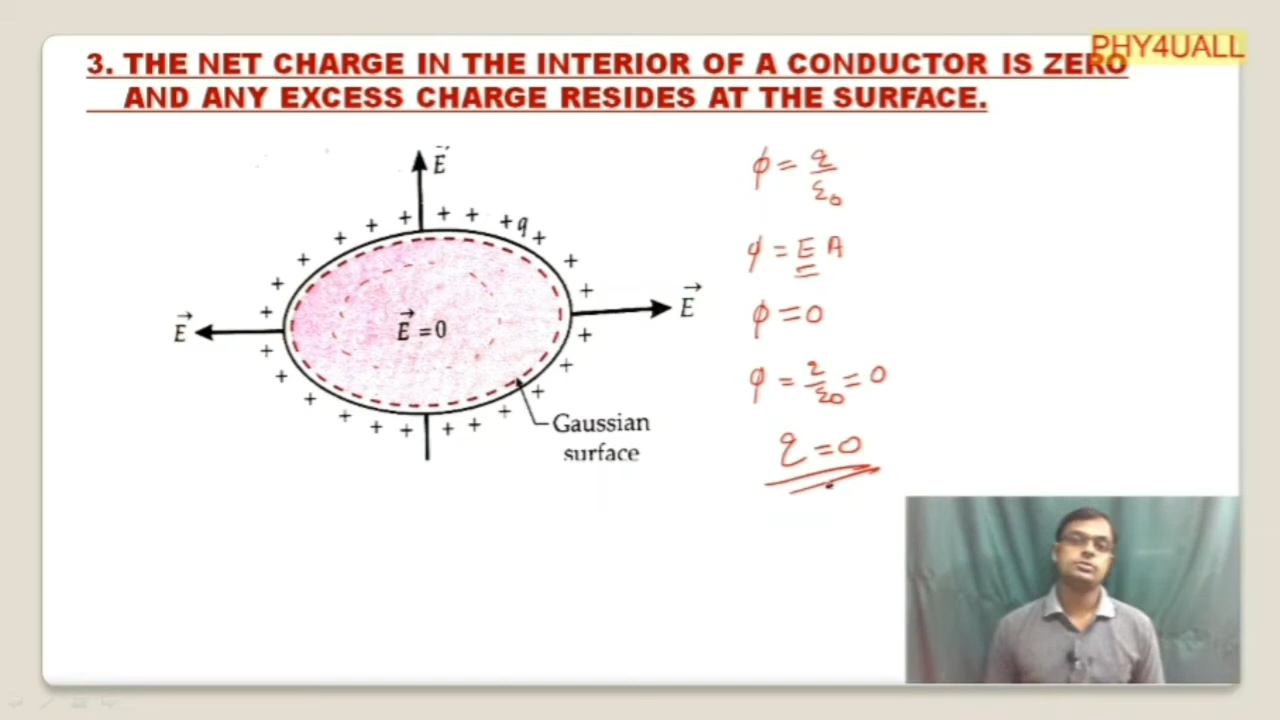 PHY4UALL
3. THE NET CHARGE IN THE INTERIOR OF A CONDUCTOR IS ZERO
AND ANY EXCESS CHARGE RESIDES AT THE SURFACE.
E⃗
+ + + + + + q +
+ + + + + + + + + + + + + + + + + + + +
E⃗
E⃗
E⃗ = 0
Gaussian
surface
ϕ = q/ε₀
ϕ = E A
ϕ = 0
ϕ = q/ε₀ = 0
q = 0